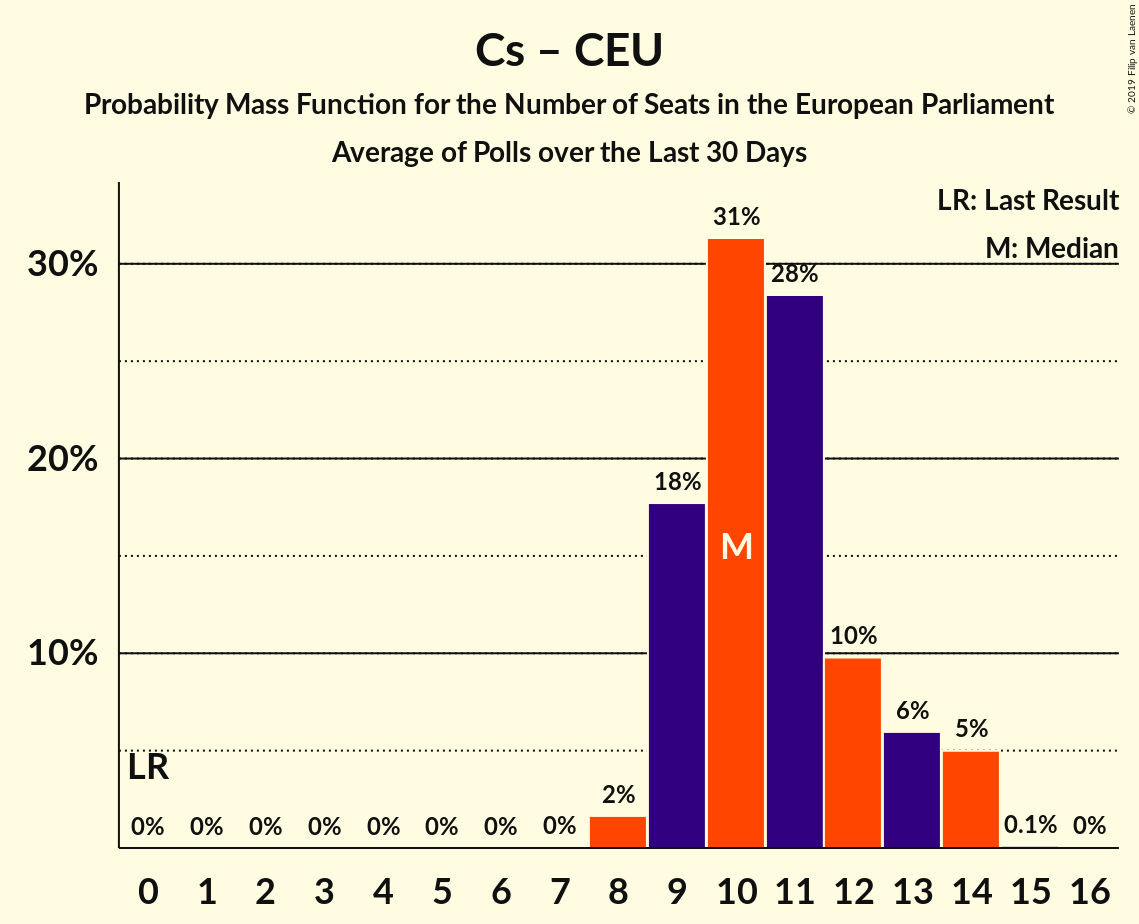 Cs – CEU
Probability Mass Function for the Number of Seats in the European Parliament
Average of Polls over the Last 30 Days
© 2019 Filip van Laenen
LR: Last Result
M: Median
30%
20%
10%
31%
28%
18%
M
10%
6%
5%
LR
2%
0% 0% 0% 0% 0% 0% 0% 0% 0.1% 0%
0 1 2 3 4 5 6 7 8 9 10 11 12 13 14 15 16